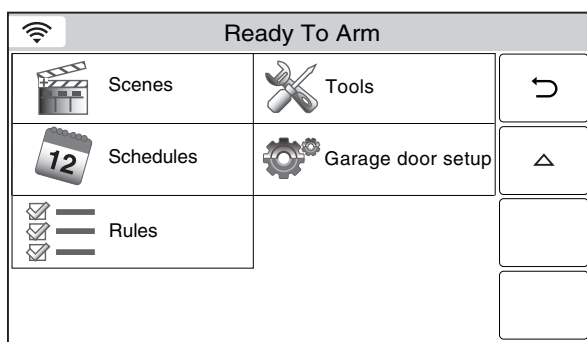 Ready To Arm
Scenes
Tools
12
Schedules
Garage door setup
Rules